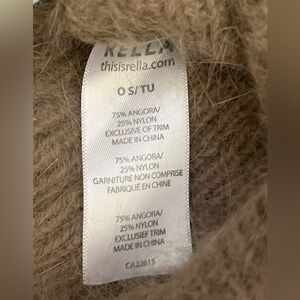 RELLA
thisisrella.com
O S/TU
75% ANGORA/
25% NYLON
EXCLUSIVE OF TRIM
MADE IN CHINA
75% ANGORA/
25% NYLON
GARNITURE NON COMPRISE
FABRIQUÉ EN CHINE
75% ANGORA/
25% NYLON
EXCLUSIEF TRIM
MADE IN CHINA
CA22615